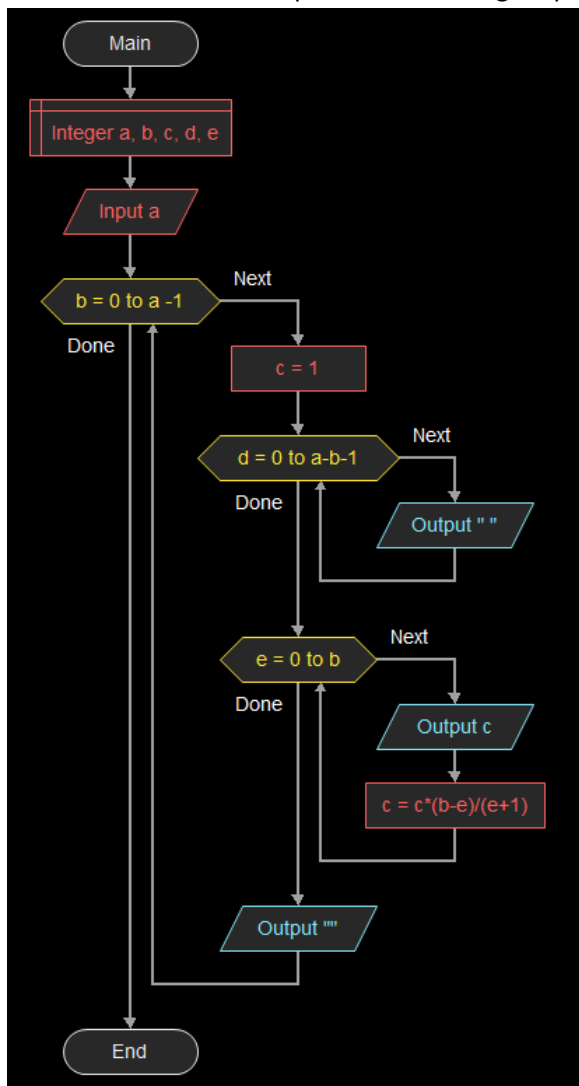 Main
Integer a, b, c, d, e
Input a
b = 0 to a -1
Next
Done
c = 1
d = 0 to a-b-1
Next
Done
Output " "
e = 0 to b
Next
Done
Output c
c = c*(b-e)/(e+1)
Output ""
End